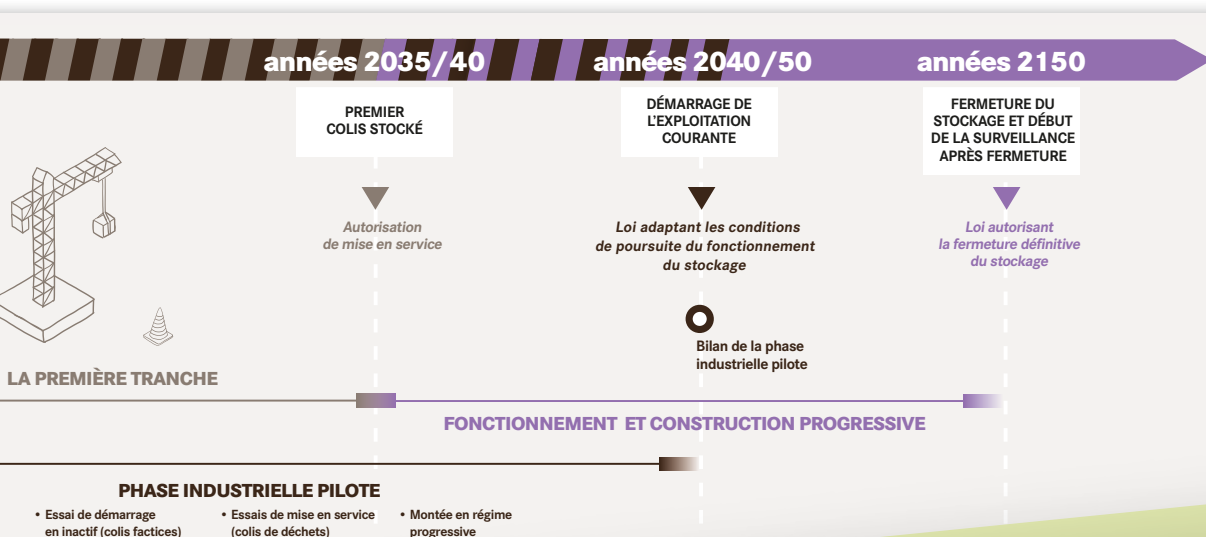 années 2035/40
années 2040/50
années 2150
PREMIER
COLIS STOCKÉ
DÉMARRAGE DE
L'EXPLOITATION
COURANTE
FERMETURE DU
STOCKAGE ET DÉBUT
DE LA SURVEILLANCE
APRÈS FERMETURE
Autorisation
de mise en service
Loi adaptant les conditions
de poursuite du fonctionnement
du stockage
Loi autorisant
la fermeture définitive
du stockage
Bilan de la phase
industrielle pilote
LA PREMIÈRE TRANCHE
FONCTIONNEMENT ET CONSTRUCTION PROGRESSIVE
PHASE INDUSTRIELLE PILOTE
• Essai de démarrage
en inactif (colis factices)
• Essais de mise en service
(colis de déchets)
• Montée en régime
progressive